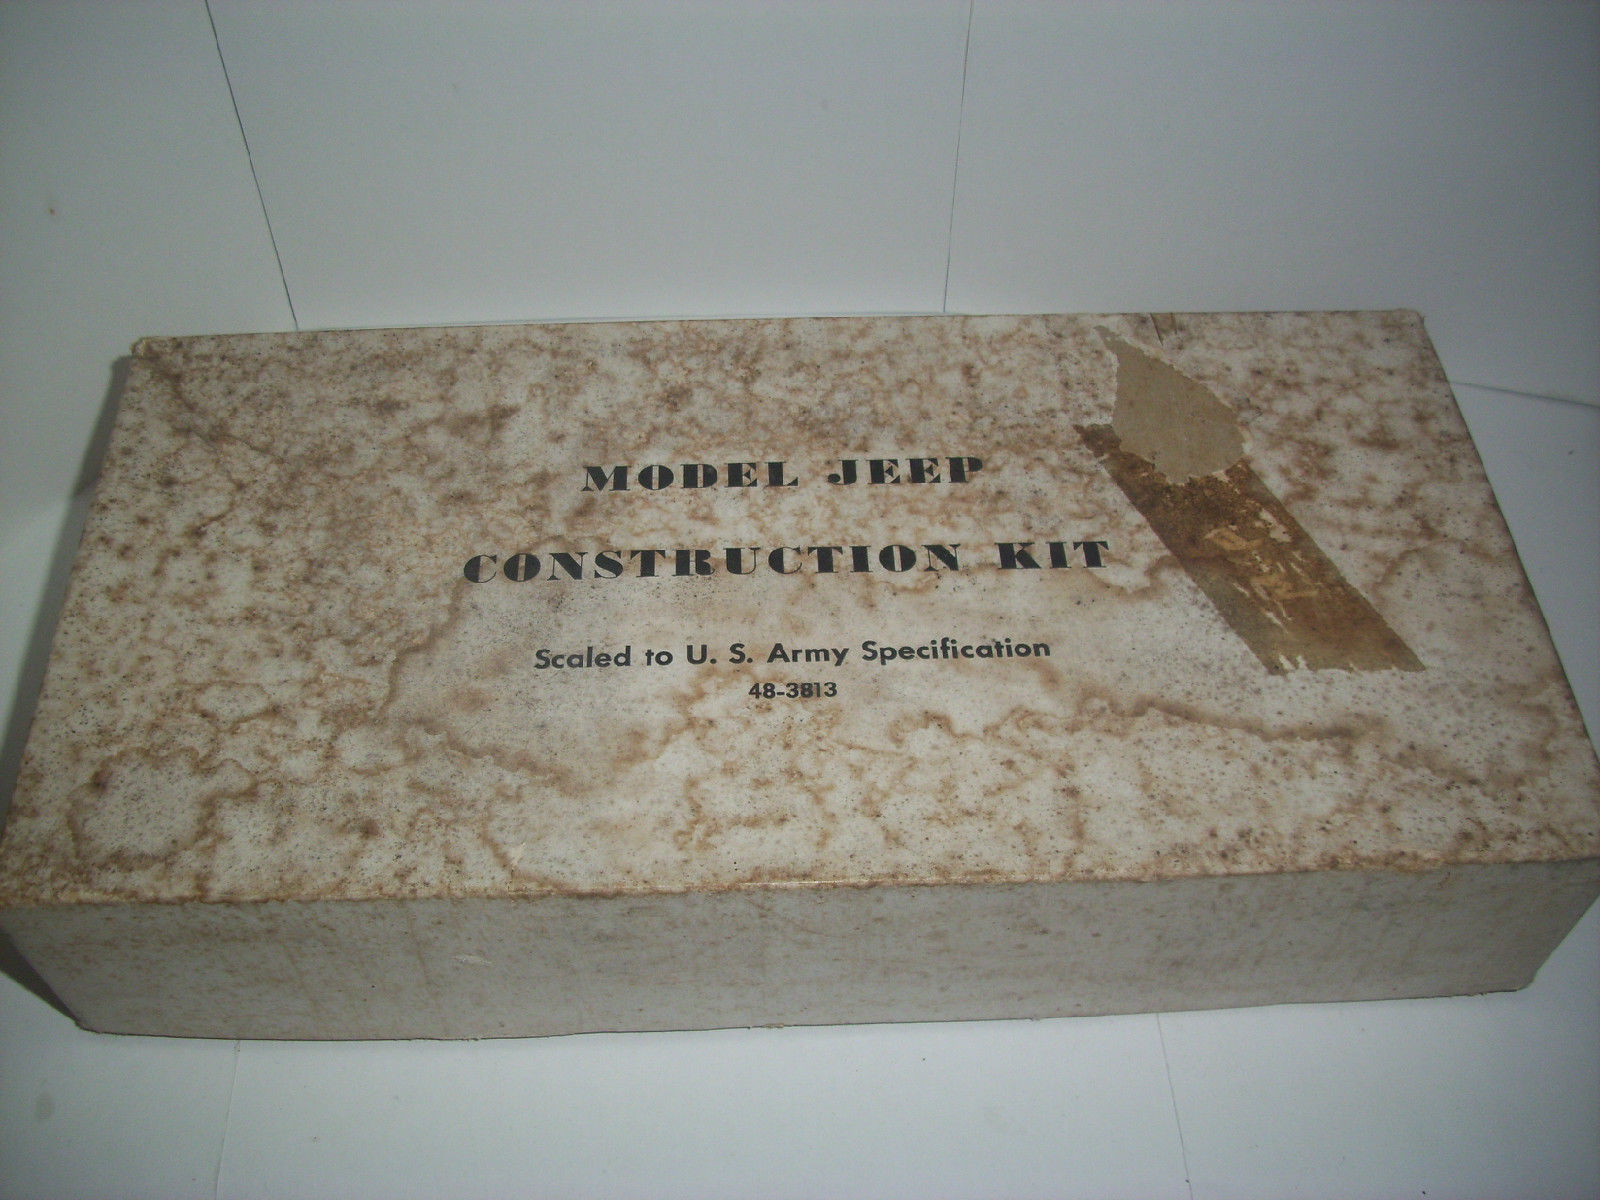 MODEL JEEP
CONSTRUCTION KIT
Scaled to U. S. Army Specification
48-3813